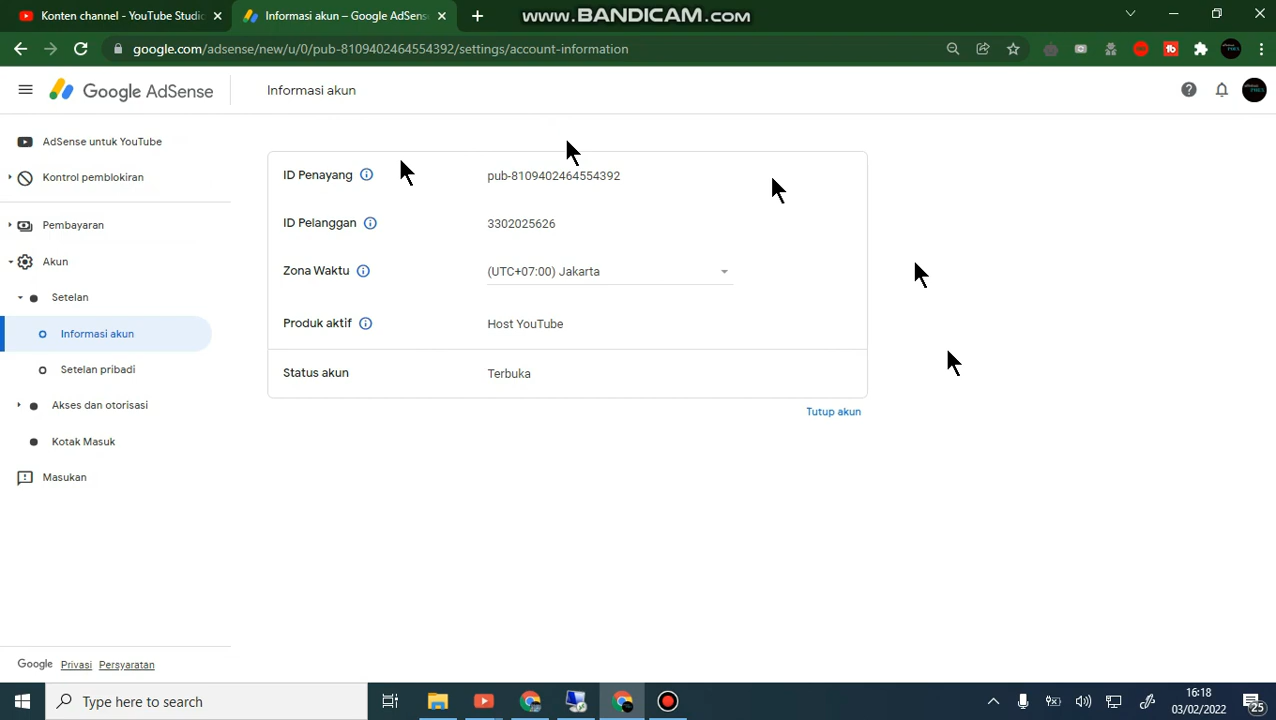 Konten channel - YouTube Studio
Informasi akun – Google AdSense
www.BANDICAM.com
google.com/adsense/new/u/0/pub-8109402464554392/settings/account-information
Google AdSense
Informasi akun
AdSense untuk YouTube
Kontrol pemblokiran
Pembayaran
Akun
Setelan
Informasi akun
Setelan pribadi
Akses dan otorisasi
Kotak Masuk
Masukan
ID Penayang
pub-8109402464554392
ID Pelanggan
3302025626
Zona Waktu
(UTC+07:00) Jakarta
Produk aktif
Host YouTube
Status akun
Terbuka
Tutup akun
Google Privasi Persyaratan
Type here to search
16:18
03/02/2022
25